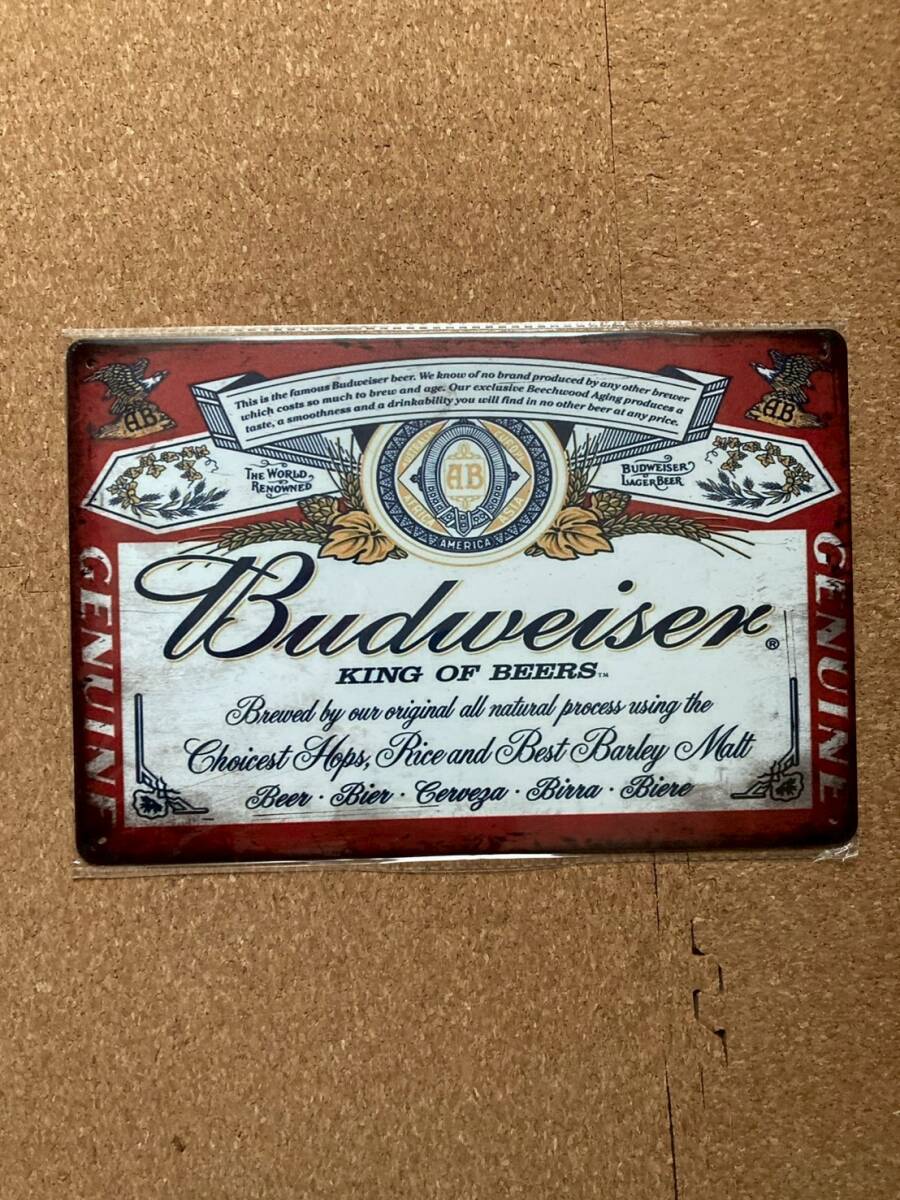 This is the famous Budweiser beer. We know of no brand produced by any other brewer
which costs so much to brew and age. Our exclusive Beechwood Aging produces a
taste, a smoothness and a drinkability you will find in no other beer at any price.
AB
AB
THE WORLD
RENOWNED
BUDWEISER
LAGER BEER
AB
AMERICA
GENUINE
GENUINE
Budweiser®
KING OF BEERS™
Brewed by our original all natural process using the
Choicest Hops, Rice and Best Barley Malt
Beer · Bier · Cerveza · Birra · Biere